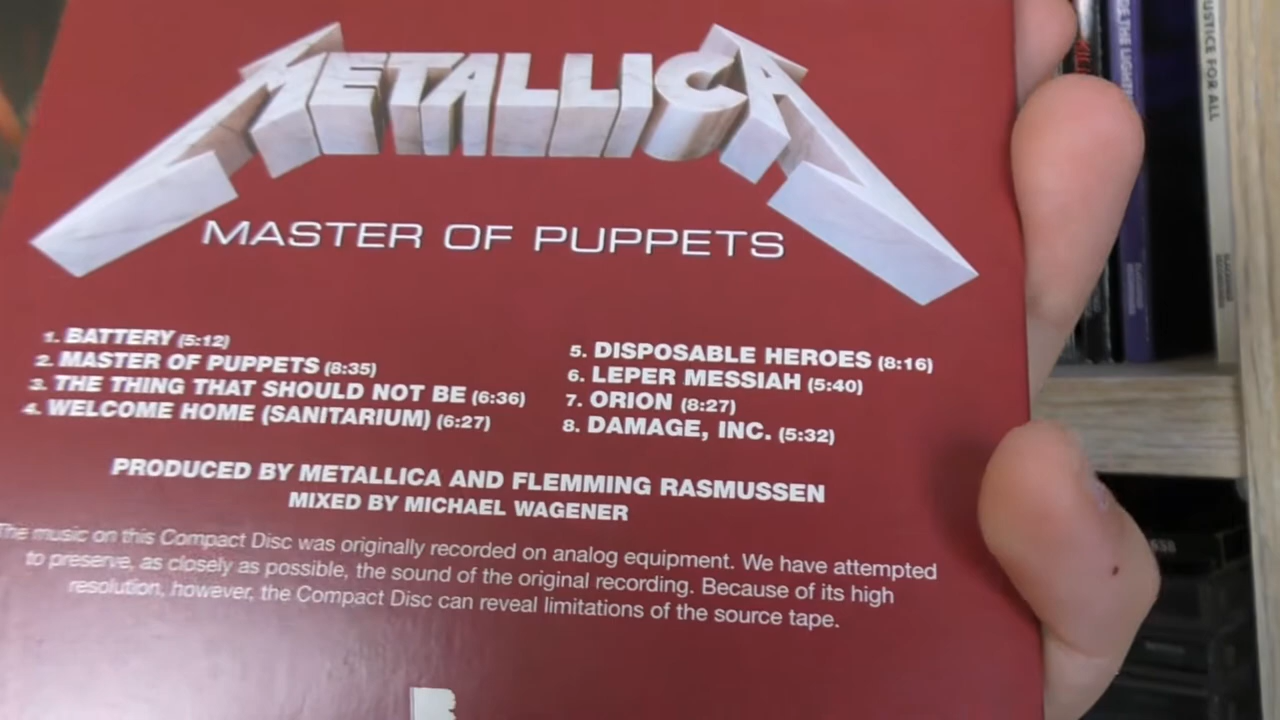 METALLICA
MASTER OF PUPPETS
1. BATTERY (5:12)
2. MASTER OF PUPPETS (8:35)
3. THE THING THAT SHOULD NOT BE (6:36)
4. WELCOME HOME (SANITARIUM) (6:27)
5. DISPOSABLE HEROES (8:16)
6. LEPER MESSIAH (5:40)
7. ORION (8:27)
8. DAMAGE, INC. (5:32)
PRODUCED BY METALLICA AND FLEMMING RASMUSSEN
MIXED BY MICHAEL WAGENER
The music on this Compact Disc was originally recorded on analog equipment. We have attempted
to preserve, as closely as possible, the sound of the original recording. Because of its high
resolution, however, the Compact Disc can reveal limitations of the source tape.
THE LIGHTN
USTICE FOR ALL